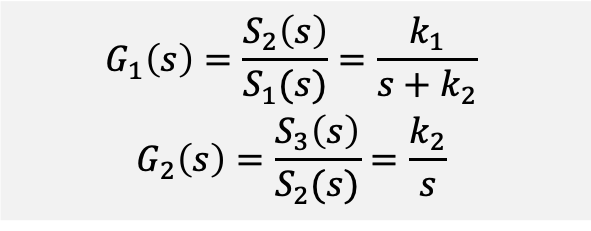 G₁(s) = S₂(s)/S₁(s) = k₁/(s + k₂)
G₂(s) = S₃(s)/S₂(s) = k₂/s